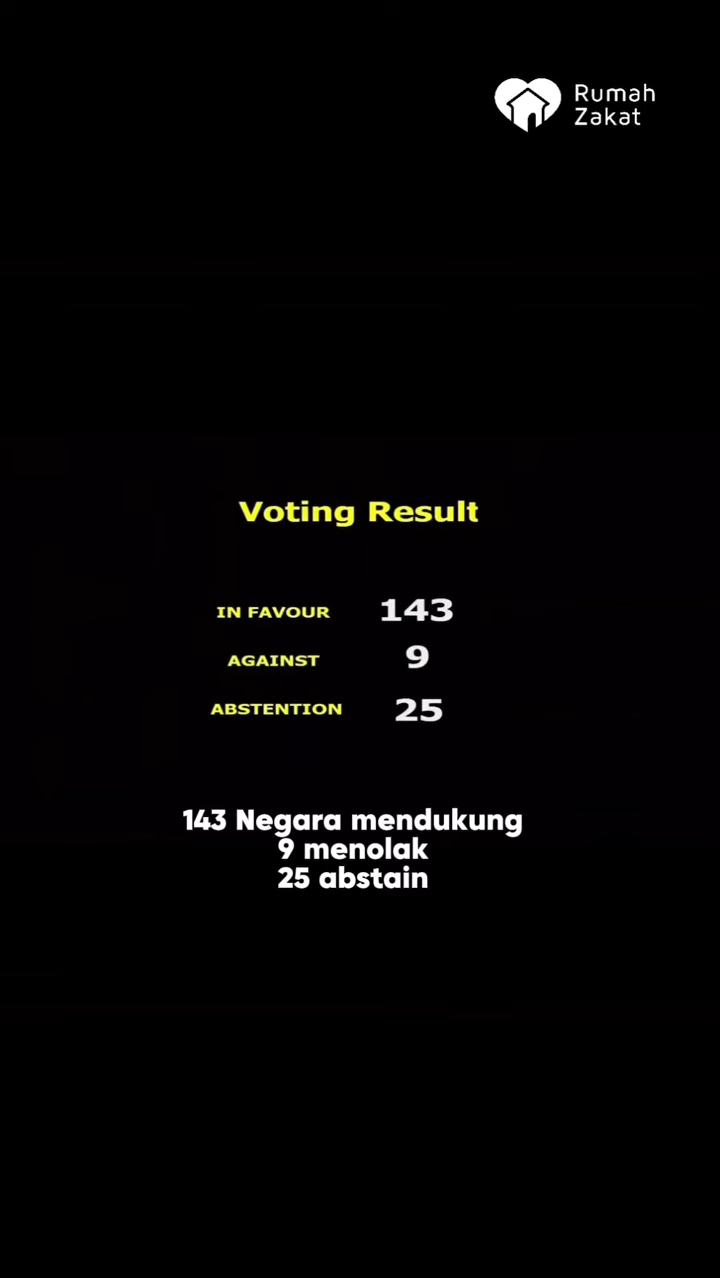 Rumah
Zakat
Voting Result
IN FAVOUR 143
AGAINST 9
ABSTENTION 25
143 Negara mendukung
9 menolak
25 abstain